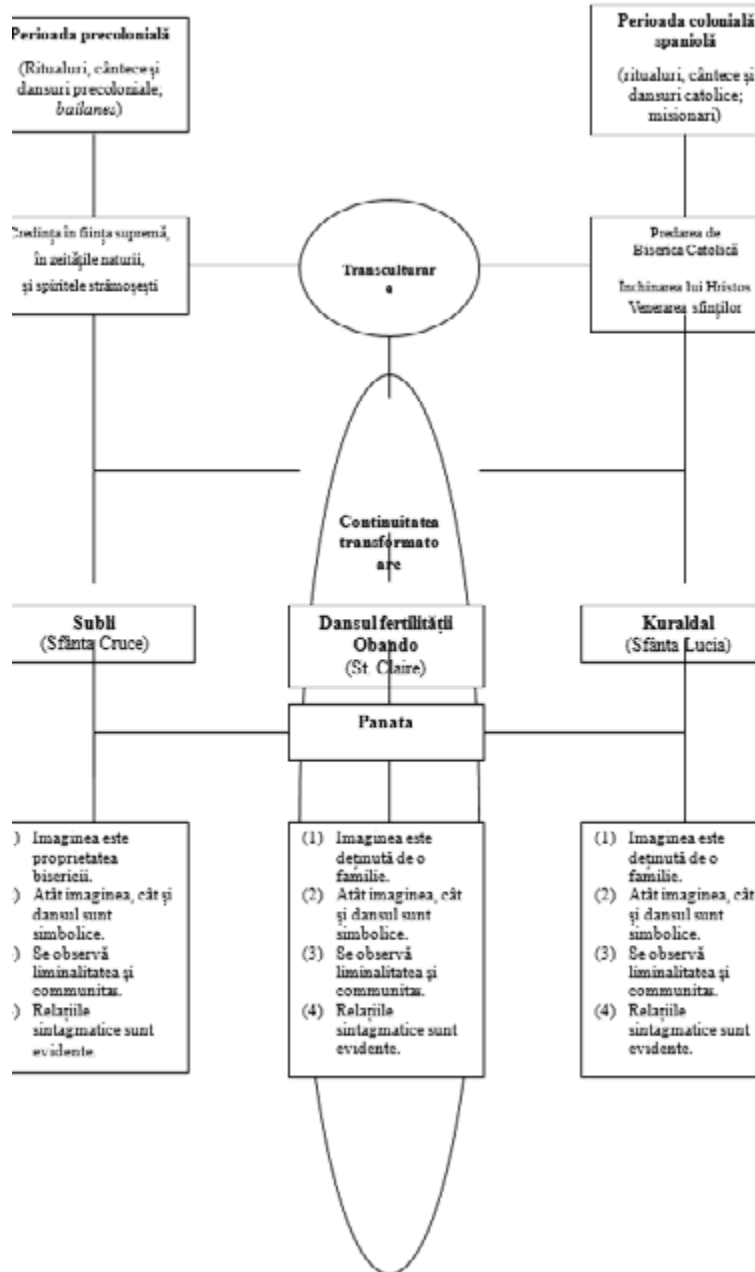 Perioada precolonială
(Ritualuri, cântece și
dansuri precoloniale;
bailanes)
Perioada colonială
spaniolă
(ritualuri, cântece și
dansuri catolice;
misionari)
Credința în ființa supremă,
în zeitățile naturii,
și spiritele strămoșești
Transculturar
e
Predarea de
Biserica Catolică
Închinarea lui Hristos
Venerarea sfinților
Continuitatea
transformato
are
Subli
(Sfânta Cruce)
Dansul fertilității
Obando
(St. Claire)
Kuraldal
(Sfânta Lucia)
Panata
) Imaginea este
proprietatea
bisericii.
) Atât imaginea, cât și
dansul sunt
simbolice.
) Se observă
liminalitatea și
communitas.
) Relațiile
sintagmatice sunt
evidente.
(1) Imaginea este
deținută de o
familie.
(2) Atât imaginea, cât
și dansul sunt
simbolice.
(3) Se observă
liminalitatea și
communitas.
(4) Relațiile
sintagmatice sunt
evidente.
(1) Imaginea este
deținută de o
familie.
(2) Atât imaginea, cât
și dansul sunt
simbolice.
(3) Se observă
liminalitatea și
communitas.
(4) Relațiile
sintagmatice sunt
evidente.